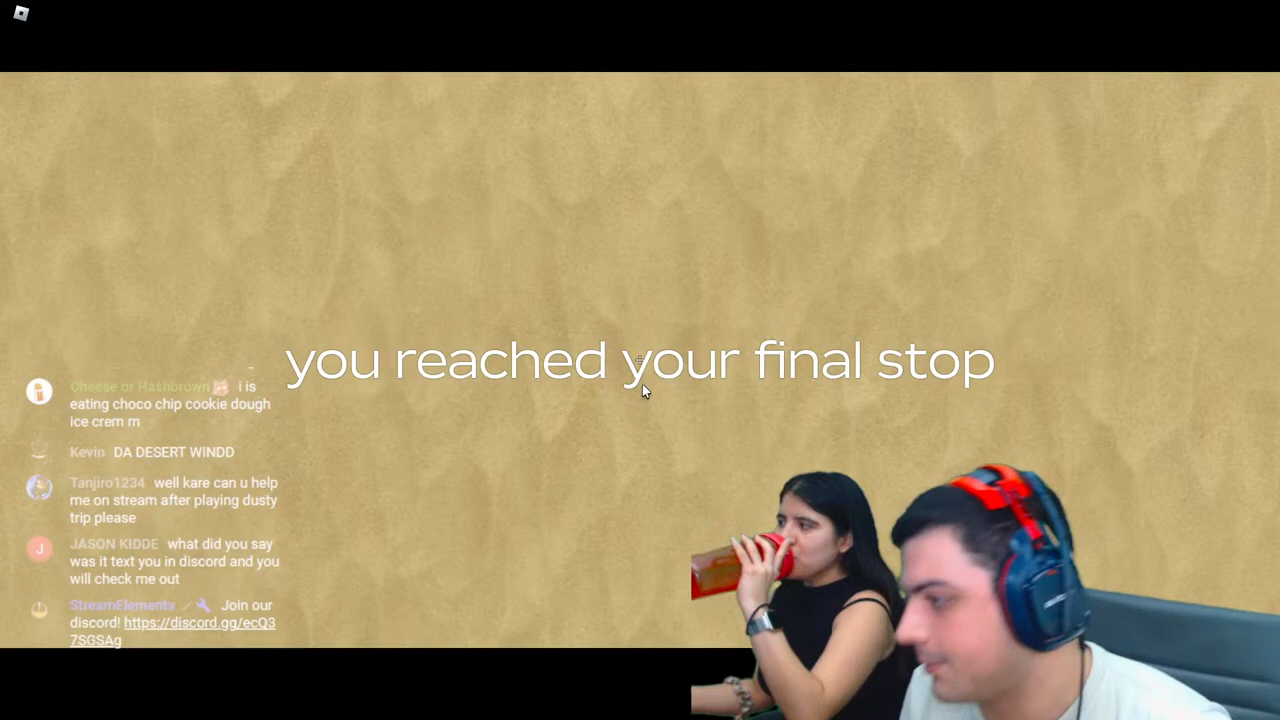 you reached your final stop
Cheese or Hashbrown i is
eating choco chip cookie dough
ice crem rn
Kevin DA DESERT WINDD
Tanjiro1234 well kare can u help
me on stream after playing dusty
trip please
JASON KIDDE what did you say
was it text you in discord and you
will check me out
StreamElements Join our
discord! https://discord.gg/ecQ3
7SGSAg